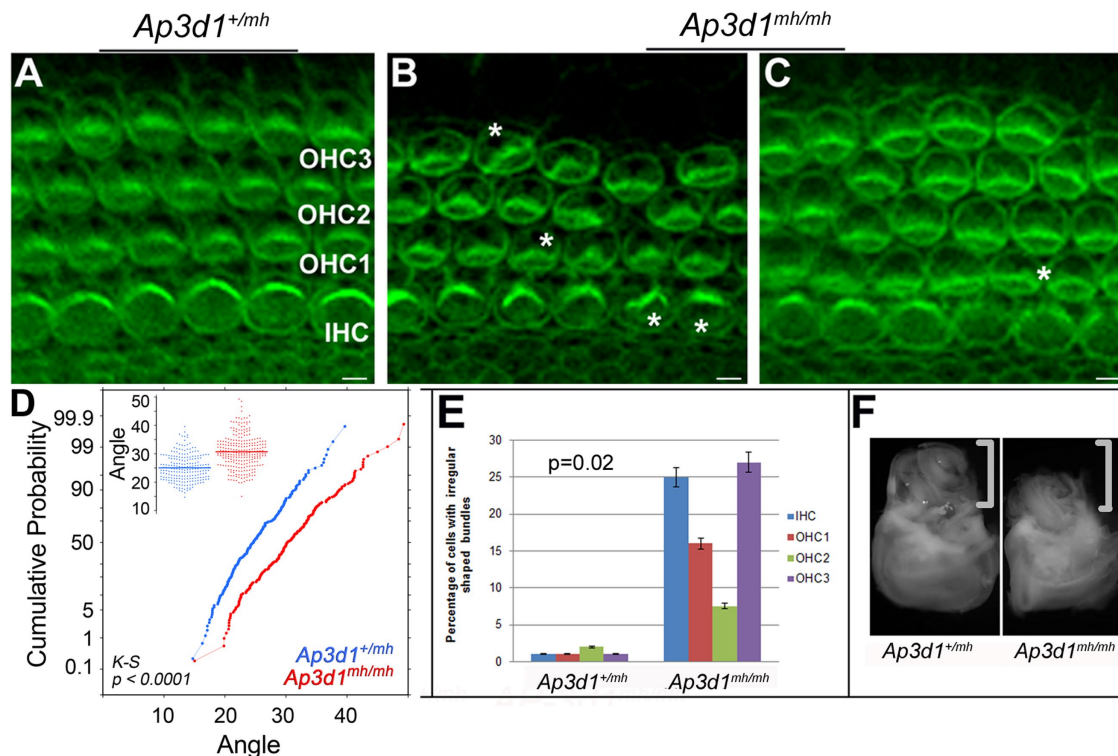 Ap3d1+/mh
Ap3d1mh/mh
A
B
C
*
*
*
*
*
OHC3
OHC2
OHC1
IHC
D
Cumulative Probability
99.9
99
90
50
5
1
0.1
Angle
50
40
30
20
10
K-S
p < 0.0001
Ap3d1+/mh
Ap3d1mh/mh
10
20
30
40
Angle
E
Percentage of cells with irregular
shaped bundles
30
25
20
15
10
5
0
p=0.02
IHC
OHC1
OHC2
OHC3
Ap3d1+/mh
Ap3d1mh/mh
F
Ap3d1+/mh
Ap3d1mh/mh